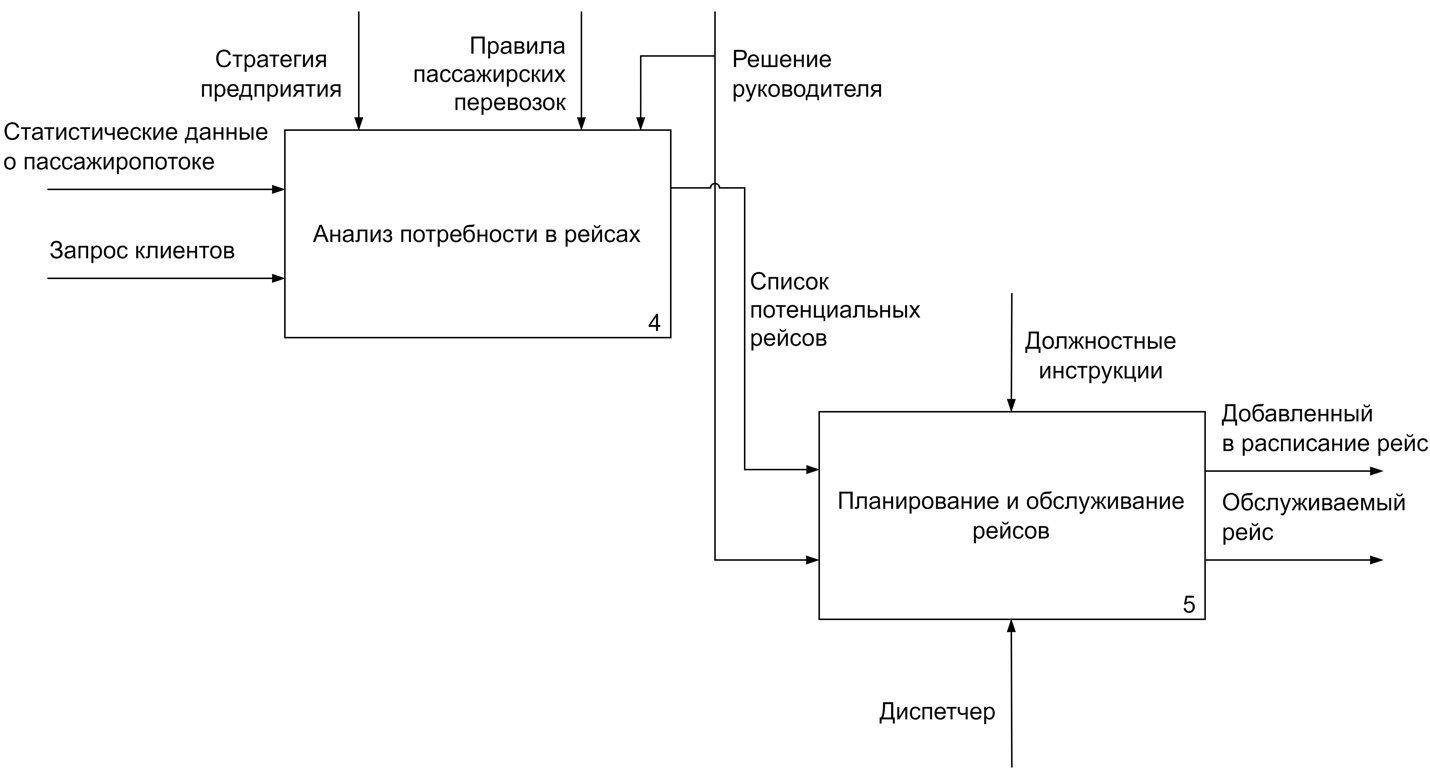 Стратегия
предприятия
Правила
пассажирских
перевозок
Решение
руководителя
Статистические данные
о пассажиропотоке
Запрос клиентов
Анализ потребности в рейсах
4
Список
потенциальных
рейсов
Должностные
инструкции
Добавленный
в расписание рейс
Планирование и обслуживание
рейсов
Обслуживаемый
рейс
5
Диспетчер